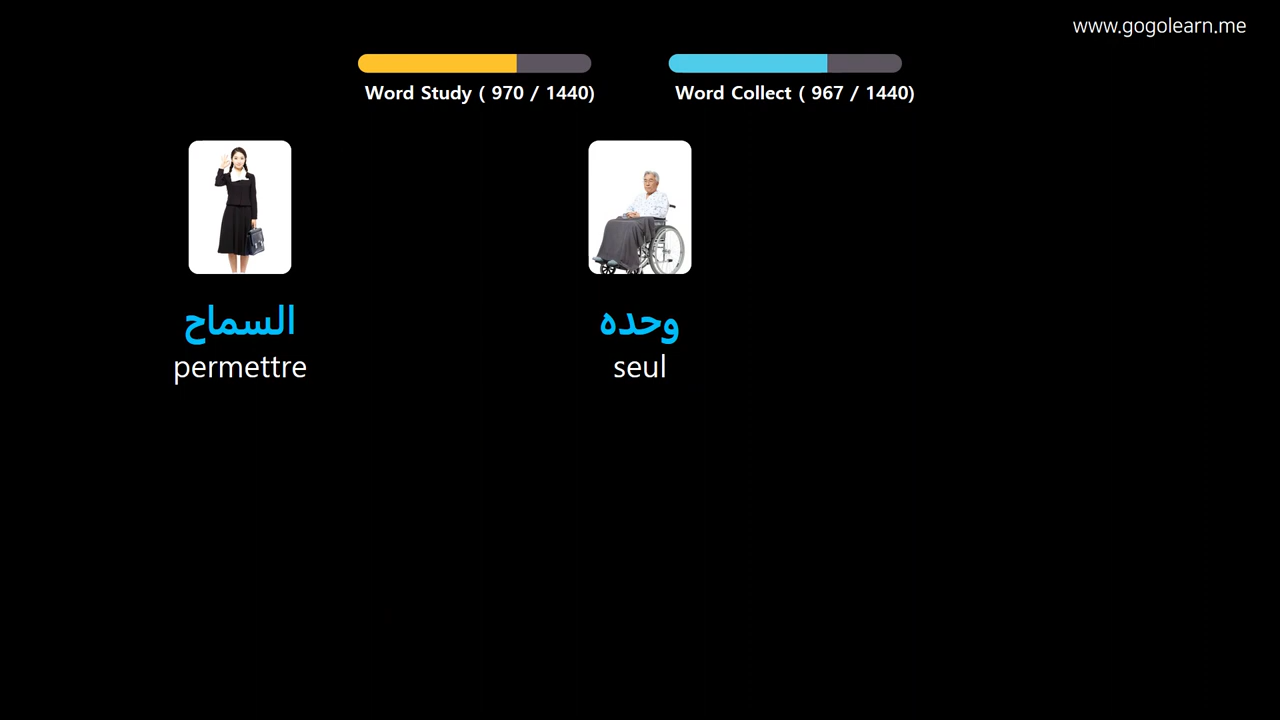 www.gogolearn.me
Word Study ( 970 / 1440)
Word Collect ( 967 / 1440)
السماح
permettre
وحده
seul